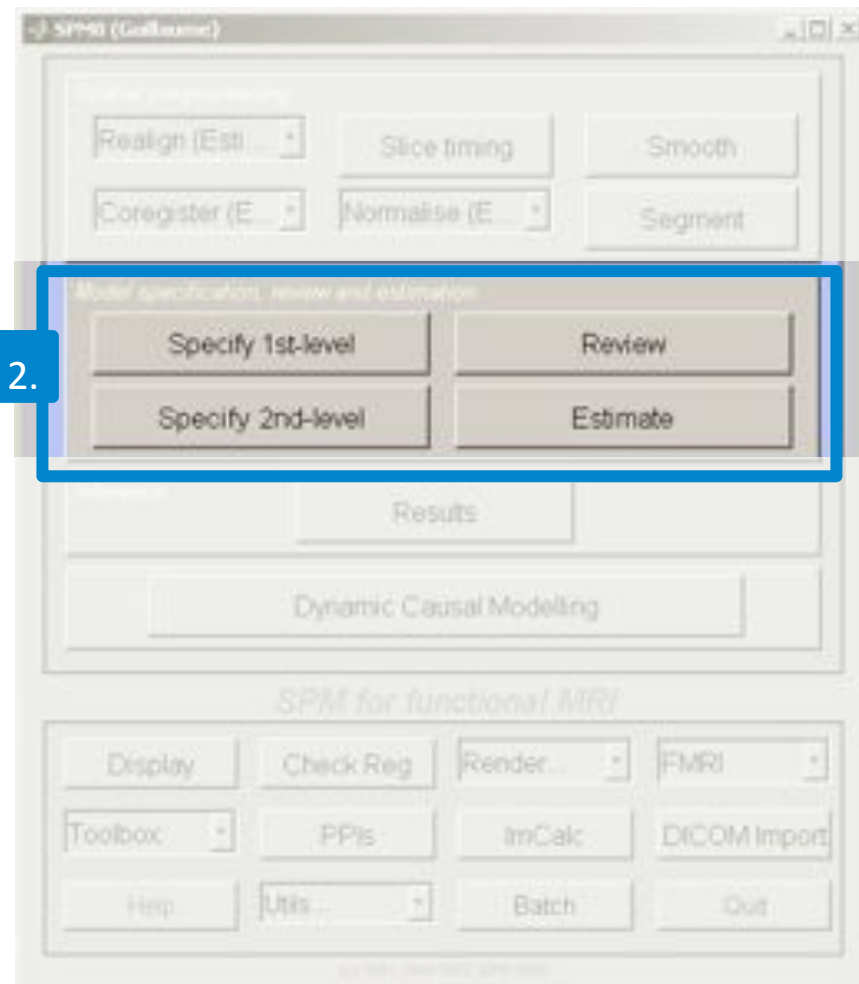 SPM8 (Guillaume)
Realign (Esti... Slice timing Smooth
Coregister (E... Normalise (E... Segment
Model specification, review and estimation
2.
Specify 1st-level Review
Specify 2nd-level Estimate
Results
Dynamic Causal Modelling
SPM for functional MRI
Display Check Reg Render... FMRI
Toolbox: PPIs ImCalc DICOM Import
Help Utils... Batch Quit